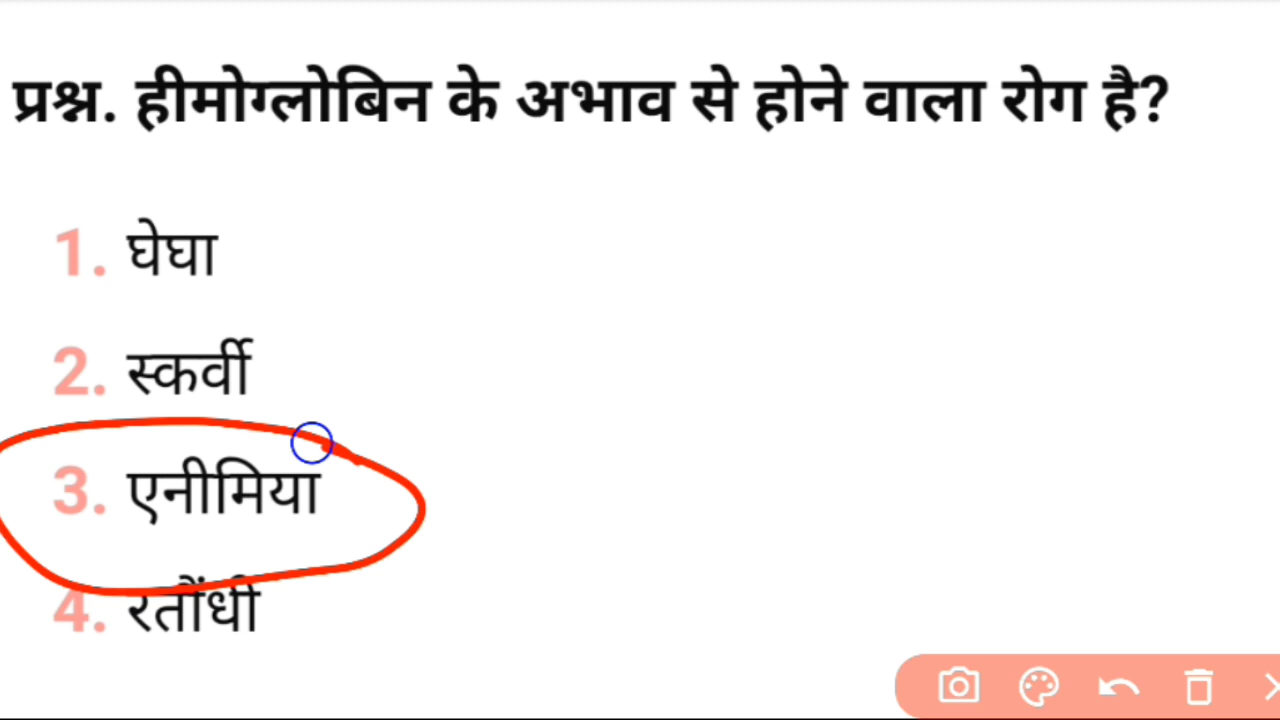 प्रश्न. हीमोग्लोबिन के अभाव से होने वाला रोग है?
1. घेघा
2. स्कर्वी
3. एनीमिया
4. रतौंधी